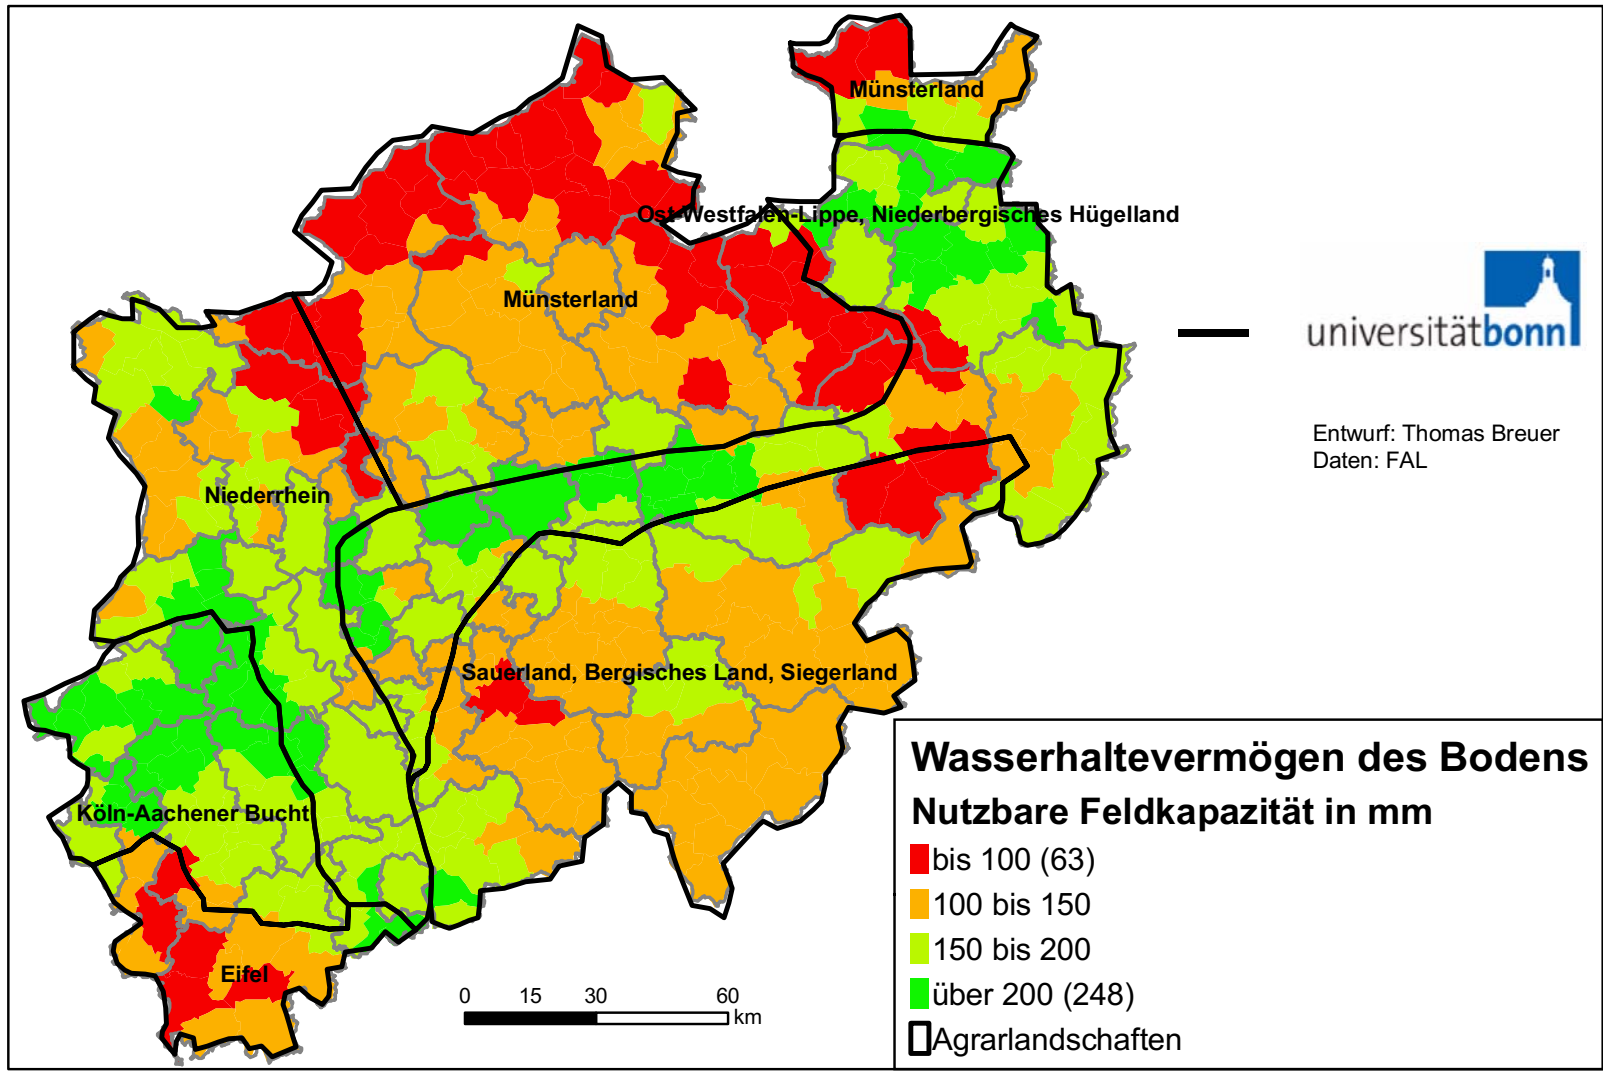 Münsterland
Ost-Westfalen-Lippe, Niederbergisches Hügelland
Münsterland
Niederrhein
Sauerland, Bergisches Land, Siegerland
Köln-Aachener Bucht
Eifel
0 15 30 60
km
universitätbonn
Entwurf: Thomas Breuer
Daten: FAL
Wasserhaltevermögen des Bodens
Nutzbare Feldkapazität in mm
bis 100 (63)
100 bis 150
150 bis 200
über 200 (248)
Agrarlandschaften